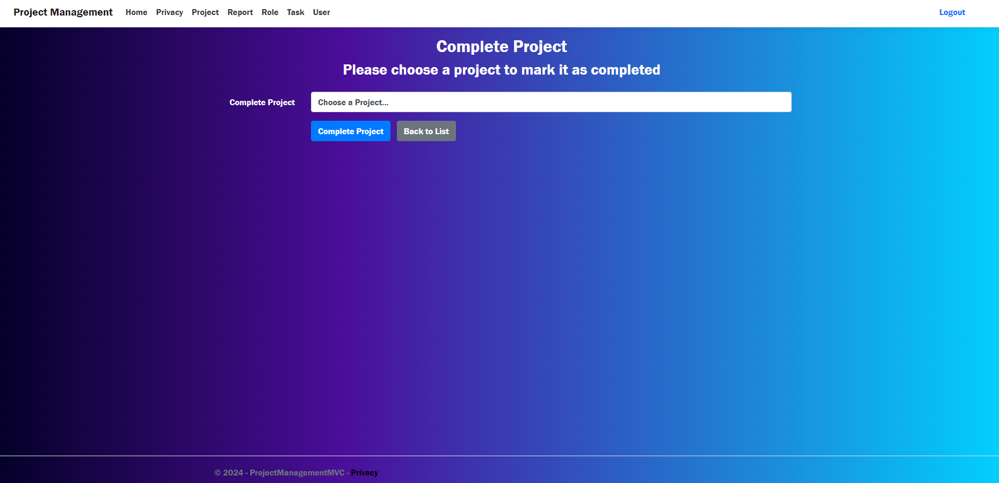 Project Management Home Privacy Project Report Role Task User Logout
Complete Project
Please choose a project to mark it as completed
Complete Project Choose a Project...
Complete Project Back to List
© 2024 - ProjectManagementMVC - Privacy